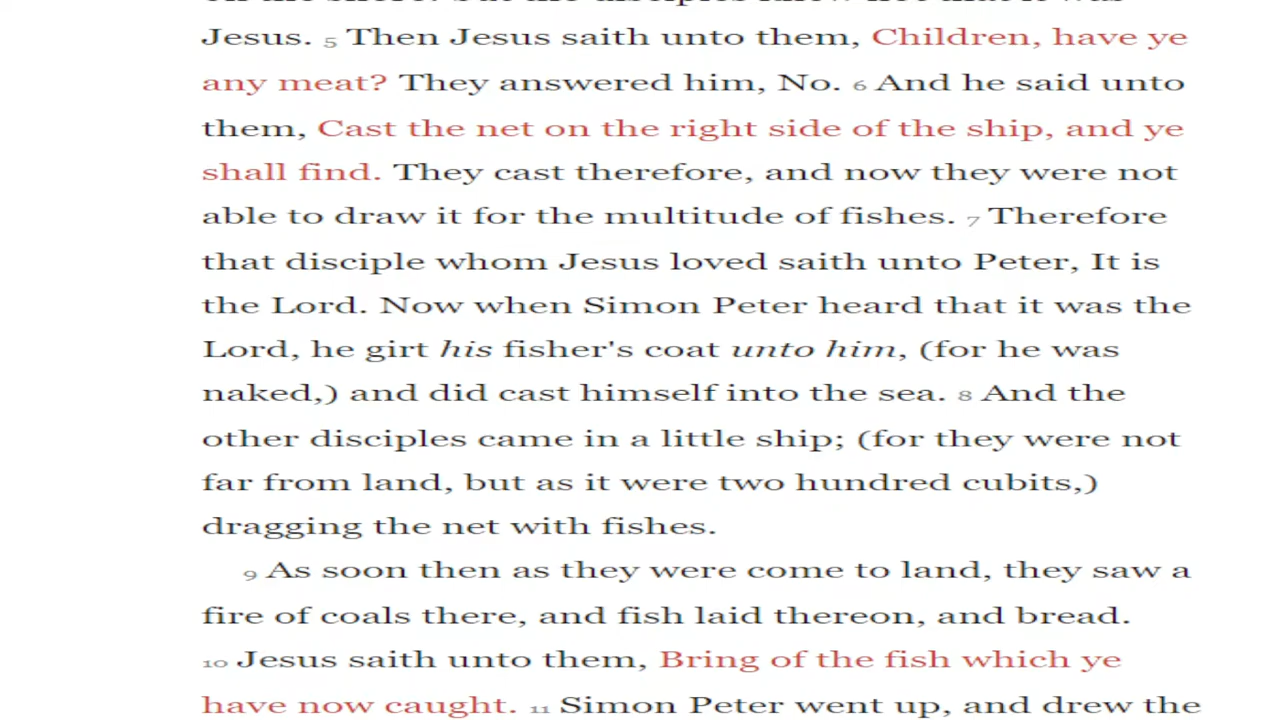 Jesus. 5 Then Jesus saith unto them, Children, have ye
any meat? They answered him, No. 6 And he said unto
them, Cast the net on the right side of the ship, and ye
shall find. They cast therefore, and now they were not
able to draw it for the multitude of fishes. 7 Therefore
that disciple whom Jesus loved saith unto Peter, It is
the Lord. Now when Simon Peter heard that it was the
Lord, he girt his fisher's coat unto him, (for he was
naked,) and did cast himself into the sea. 8 And the
other disciples came in a little ship; (for they were not
far from land, but as it were two hundred cubits,)
dragging the net with fishes.
9 As soon then as they were come to land, they saw a
fire of coals there, and fish laid thereon, and bread.
10 Jesus saith unto them, Bring of the fish which ye
have now caught. 11 Simon Peter went up, and drew the